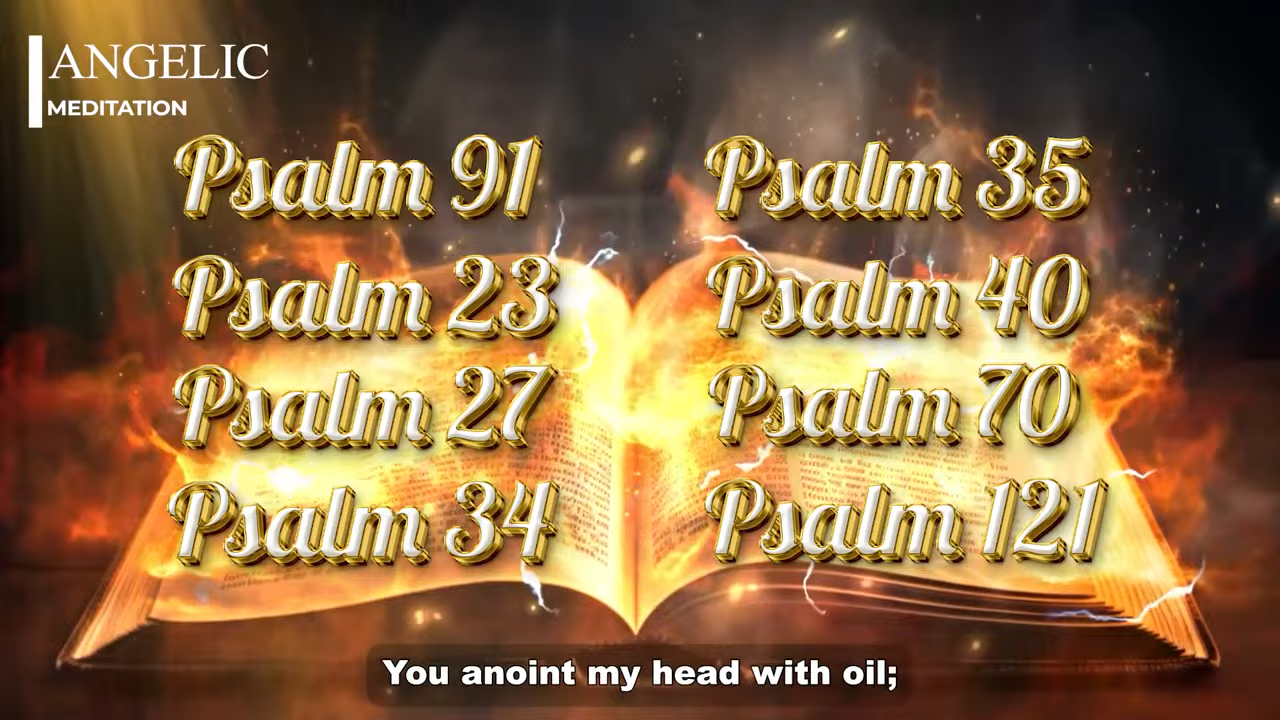 ANGELIC
MEDITATION
Psalm 91
Psalm 23
Psalm 27
Psalm 34
Psalm 35
Psalm 40
Psalm 70
Psalm 121
You anoint my head with oil;